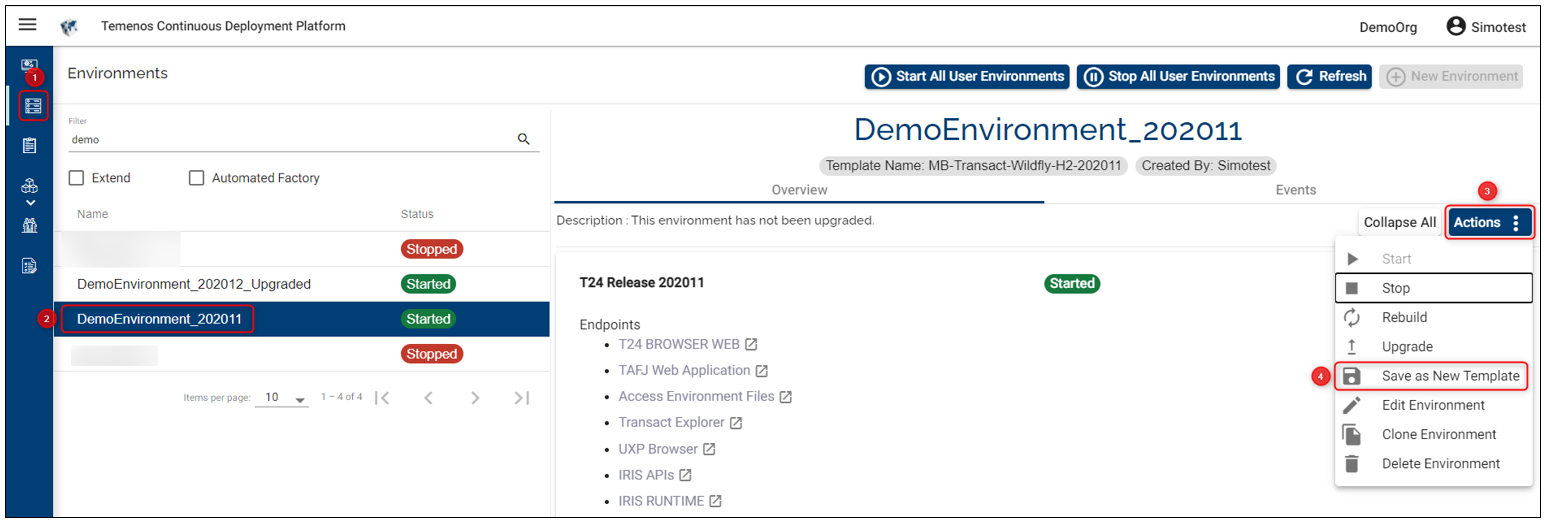 Temenos Continuous Deployment Platform
DemoOrg
Simotest
1
Environments
Start All User Environments
Stop All User Environments
Refresh
New Environment
Filter
demo
Extend
Automated Factory
Name
Status
Stopped
DemoEnvironment_202012_Upgraded
Started
2
DemoEnvironment_202011
Started
Stopped
Items per page:
10
1 – 4 of 4
DemoEnvironment_202011
Template Name: MB-Transact-Wildfly-H2-202011
Created By: Simotest
Overview
Events
3
Description : This environment has not been upgraded.
Collapse All
Actions
T24 Release 202011
Started
Endpoints
T24 BROWSER WEB
TAFJ Web Application
Access Environment Files
Transact Explorer
UXP Browser
IRIS APIs
IRIS RUNTIME
Start
Stop
Rebuild
Upgrade
4
Save as New Template
Edit Environment
Clone Environment
Delete Environment